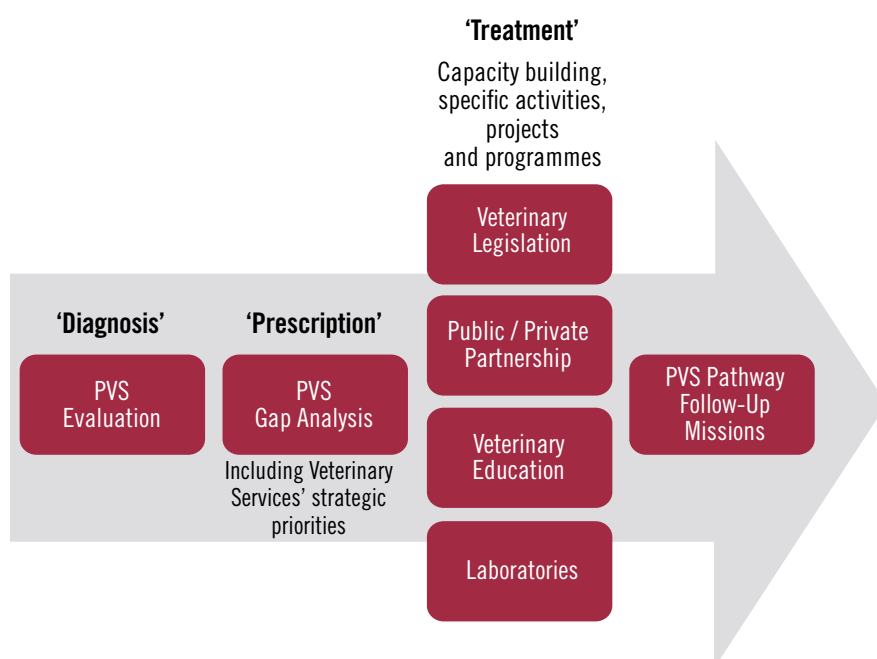 ‘Treatment’
Capacity building,
specific activities,
projects
and programmes
‘Diagnosis’
PVS
Evaluation
‘Prescription’
PVS
Gap Analysis
Including Veterinary
Services’ strategic
priorities
Veterinary
Legislation
Public / Private
Partnership
Veterinary
Education
Laboratories
PVS Pathway
Follow-Up
Missions